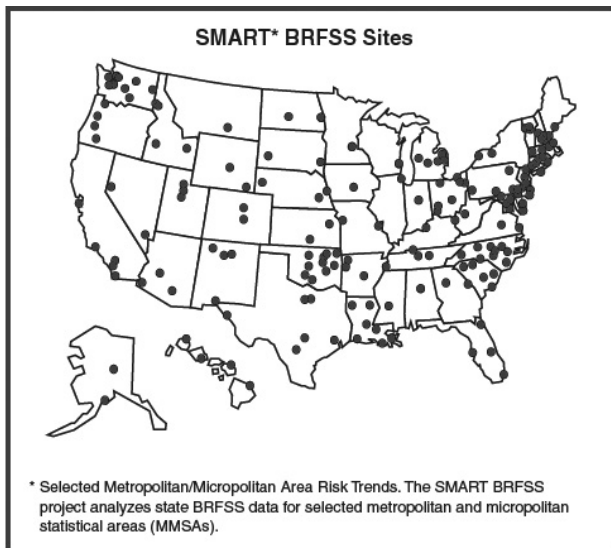 SMART* BRFSS Sites
* Selected Metropolitan/Micropolitan Area Risk Trends. The SMART BRFSS
project analyzes state BRFSS data for selected metropolitan and micropolitan
statistical areas (MMSAs).